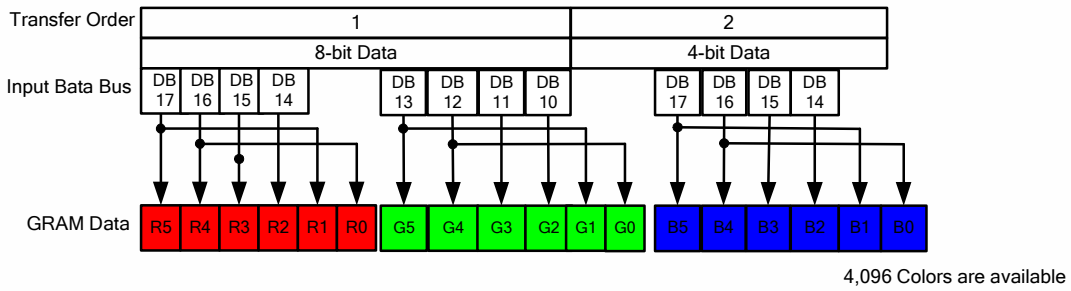 Transfer Order 1 2
8-bit Data 4-bit Data
Input Bata Bus DB DB DB DB DB DB DB DB DB DB DB DB
17 16 15 14 13 12 11 10 17 16 15 14
GRAM Data R5 R4 R3 R2 R1 R0 G5 G4 G3 G2 G1 G0 B5 B4 B3 B2 B1 B0
4,096 Colors are available